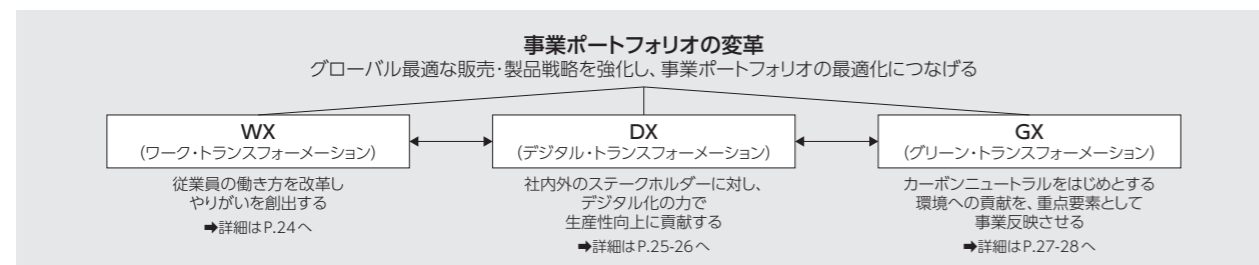 事業ポートフォリオの変革
グローバル最適な販売・製品戦略を強化し、事業ポートフォリオの最適化につなげる
WX
(ワーク・トランスフォーメーション)
従業員の働き方を改革し
やりがいを創出する
➡詳細はP.24へ
DX
(デジタル・トランスフォーメーション)
社内外のステークホルダーに対し、
デジタル化の力で
生産性向上に貢献する
➡詳細はP.25-26へ
GX
(グリーン・トランスフォーメーション)
カーボンニュートラルをはじめとする
環境への貢献を、重点要素として
事業反映させる
➡詳細はP.27-28へ